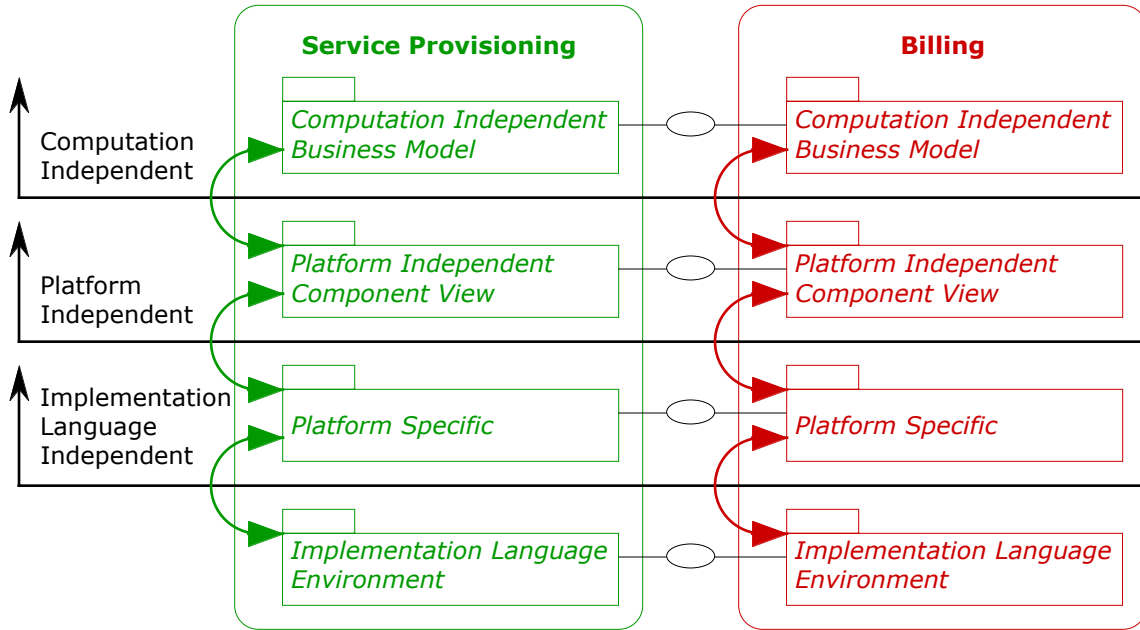 Service Provisioning
Billing
Computation
Independent
Computation Independent
Business Model
Computation Independent
Business Model
Platform
Independent
Platform Independent
Component View
Platform Independent
Component View
Implementation
Language
Independent
Platform Specific
Platform Specific
Implementation Language
Environment
Implementation Language
Environment